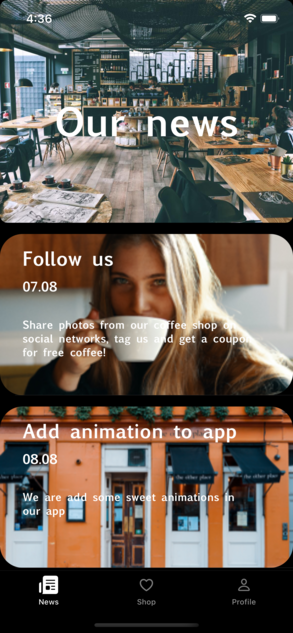 4:36
Our news
Follow us
07.08
Share photos from our coffee shop on
social networks, tag us and get a coupon
for free coffee!
Add animation to app
08.08
We are add some sweet animations in
our app
News
Shop
Profile